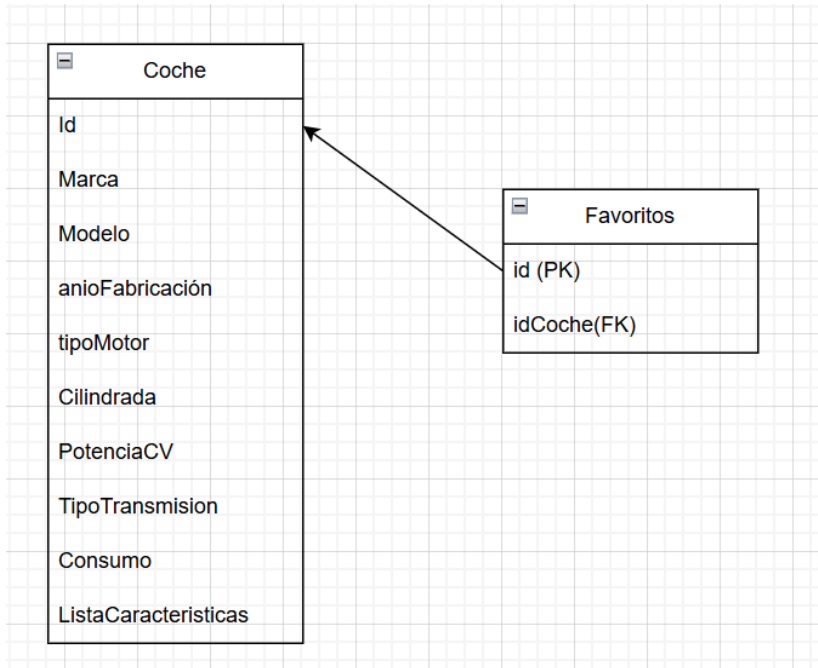 Coche
Id
Marca
Modelo
anioFabricación
tipoMotor
Cilindrada
PotenciaCV
TipoTransmision
Consumo
ListaCaracteristicas
Favoritos
id (PK)
idCoche(FK)